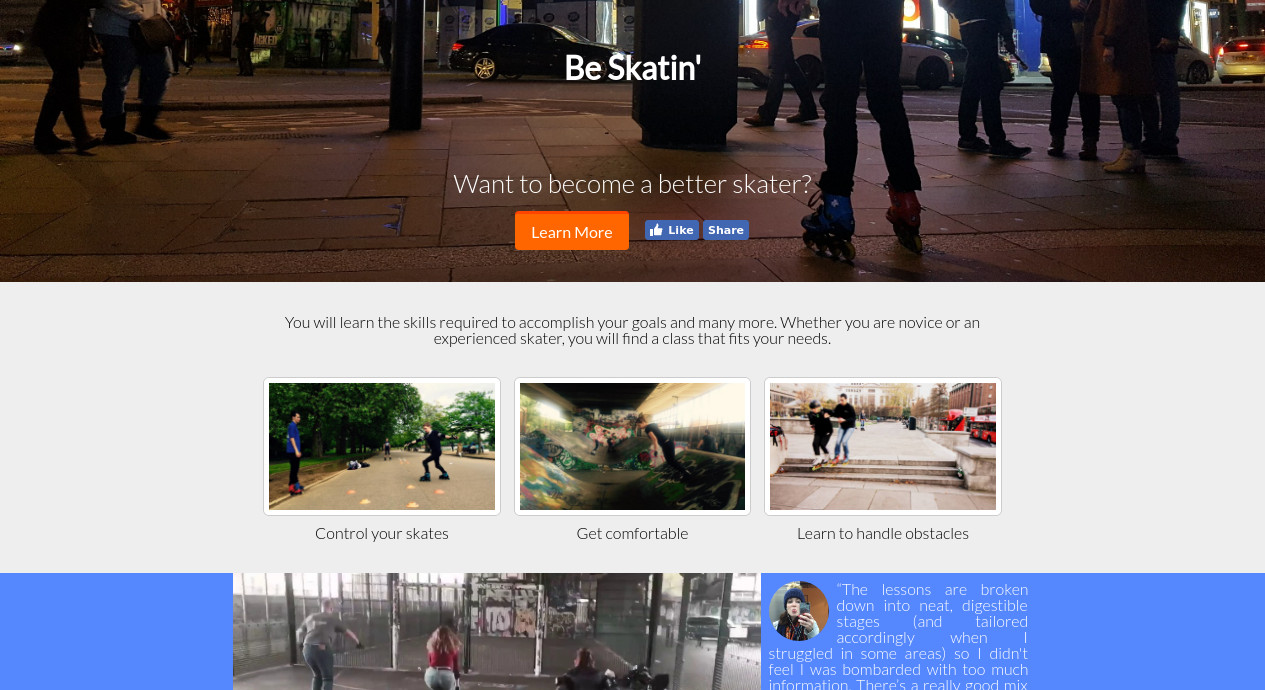 Be Skatin'
Want to become a better skater?
Learn More
Like
Share
You will learn the skills required to accomplish your goals and many more. Whether you are novice or an
experienced skater, you will find a class that fits your needs.
Control your skates
Get comfortable
Learn to handle obstacles
“The lessons are broken
down into neat, digestible
stages (and tailored
accordingly when I
struggled in some areas) so I didn't
feel I was bombarded with too much
information. There's a really good mix